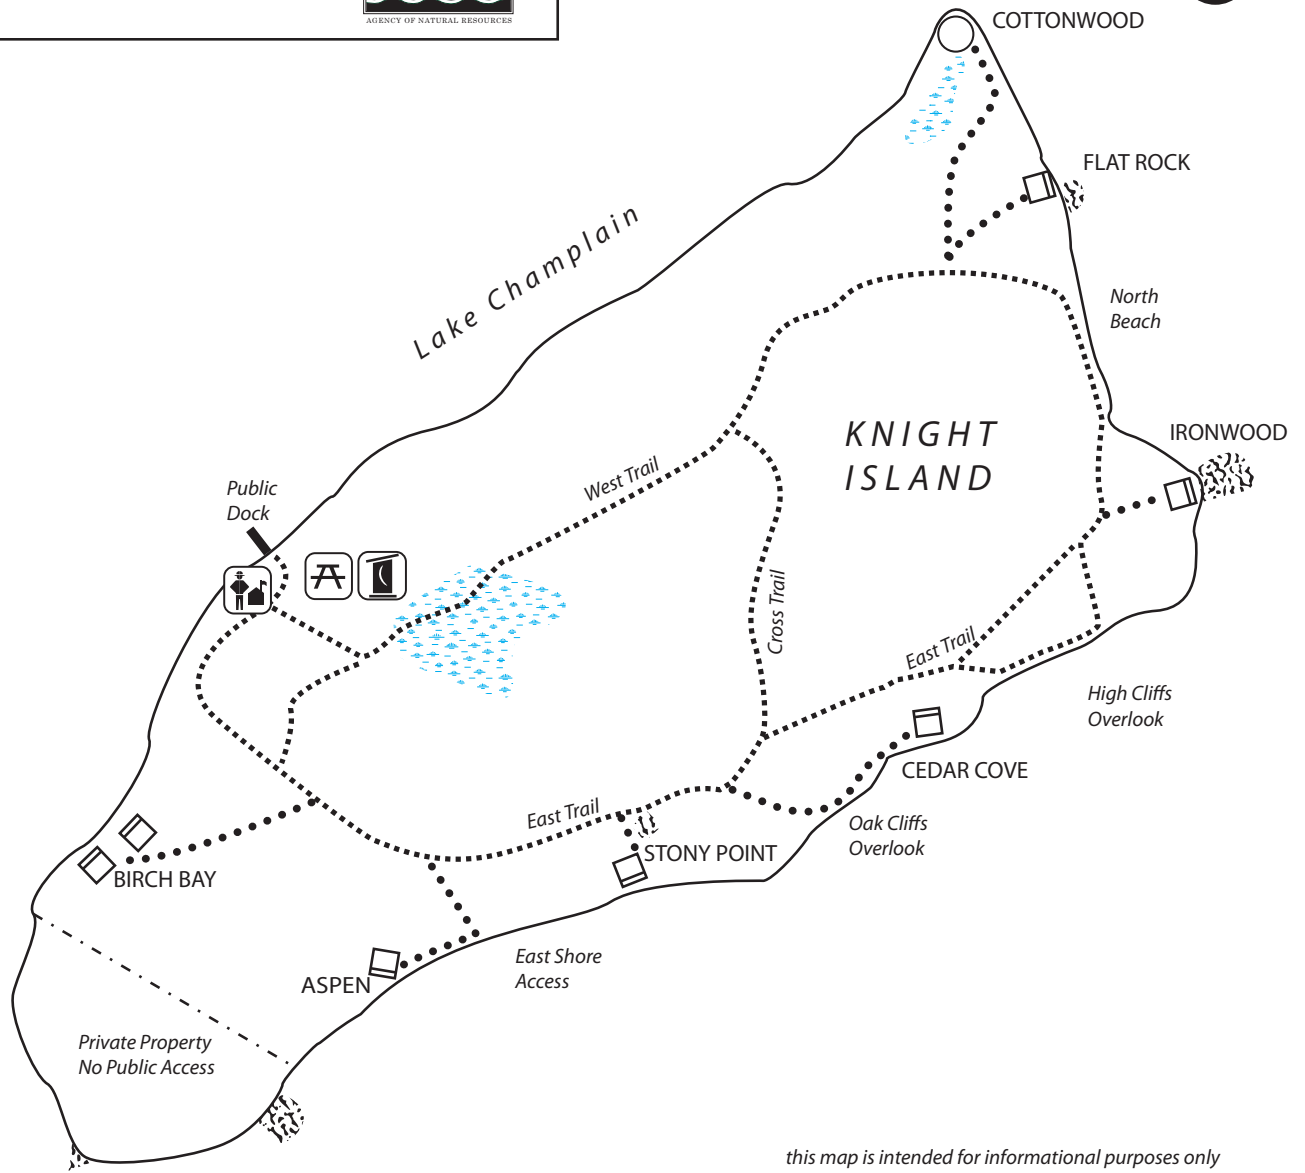 AGENCY OF NATURAL RESOURCES
COTTONWOOD
FLAT ROCK
Lake Champlain
North
Beach
KNIGHT
ISLAND
IRONWOOD
West Trail
Public
Dock
Cross Trail
East Trail
High Cliffs
Overlook
CEDAR COVE
East Trail
Oak Cliffs
Overlook
STONY POINT
BIRCH BAY
East Shore
Access
ASPEN
Private Property
No Public Access
this map is intended for informational purposes only